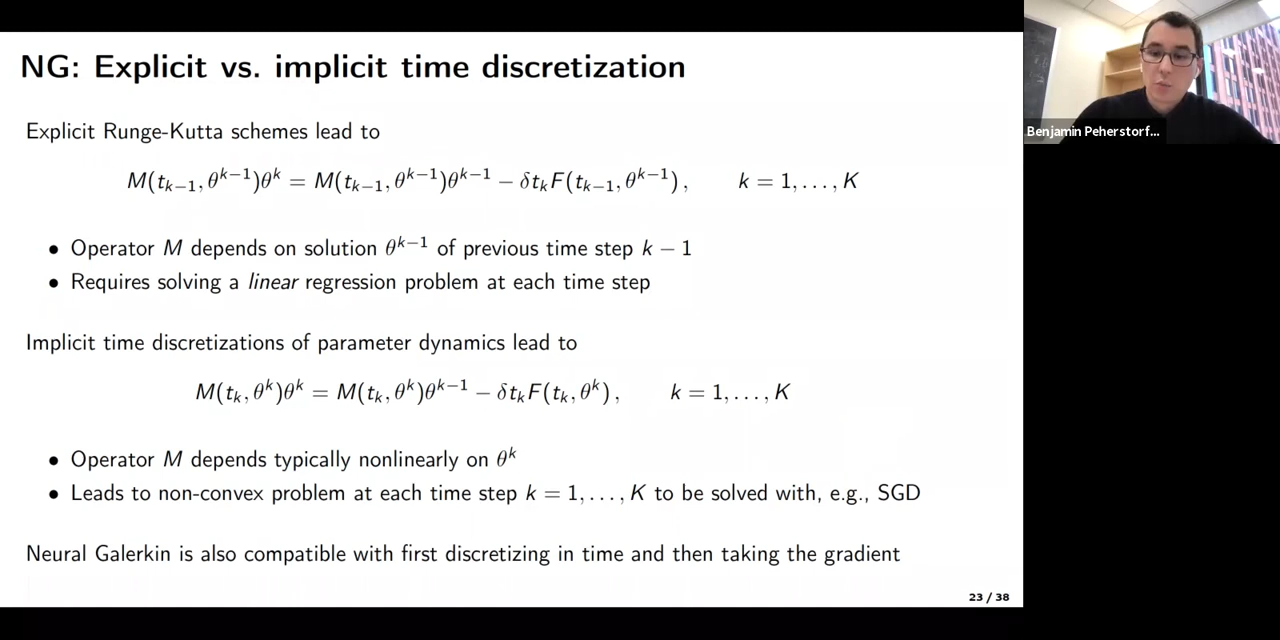 NG: Explicit vs. implicit time discretization
Explicit Runge-Kutta schemes lead to
M(t_{k−1}, θ^{k−1})θ^k = M(t_{k−1}, θ^{k−1})θ^{k−1} − δt_k F(t_{k−1}, θ^{k−1}), k = 1, . . . , K
• Operator M depends on solution θ^{k−1} of previous time step k − 1
• Requires solving a linear regression problem at each time step
Implicit time discretizations of parameter dynamics lead to
M(t_k, θ^k)θ^k = M(t_k, θ^k)θ^{k−1} − δt_k F(t_k, θ^k), k = 1, . . . , K
• Operator M depends typically nonlinearly on θ^k
• Leads to non-convex problem at each time step k = 1, . . . , K to be solved with, e.g., SGD
Neural Galerkin is also compatible with first discretizing in time and then taking the gradient
23 / 38
Benjamin Peherstorf...